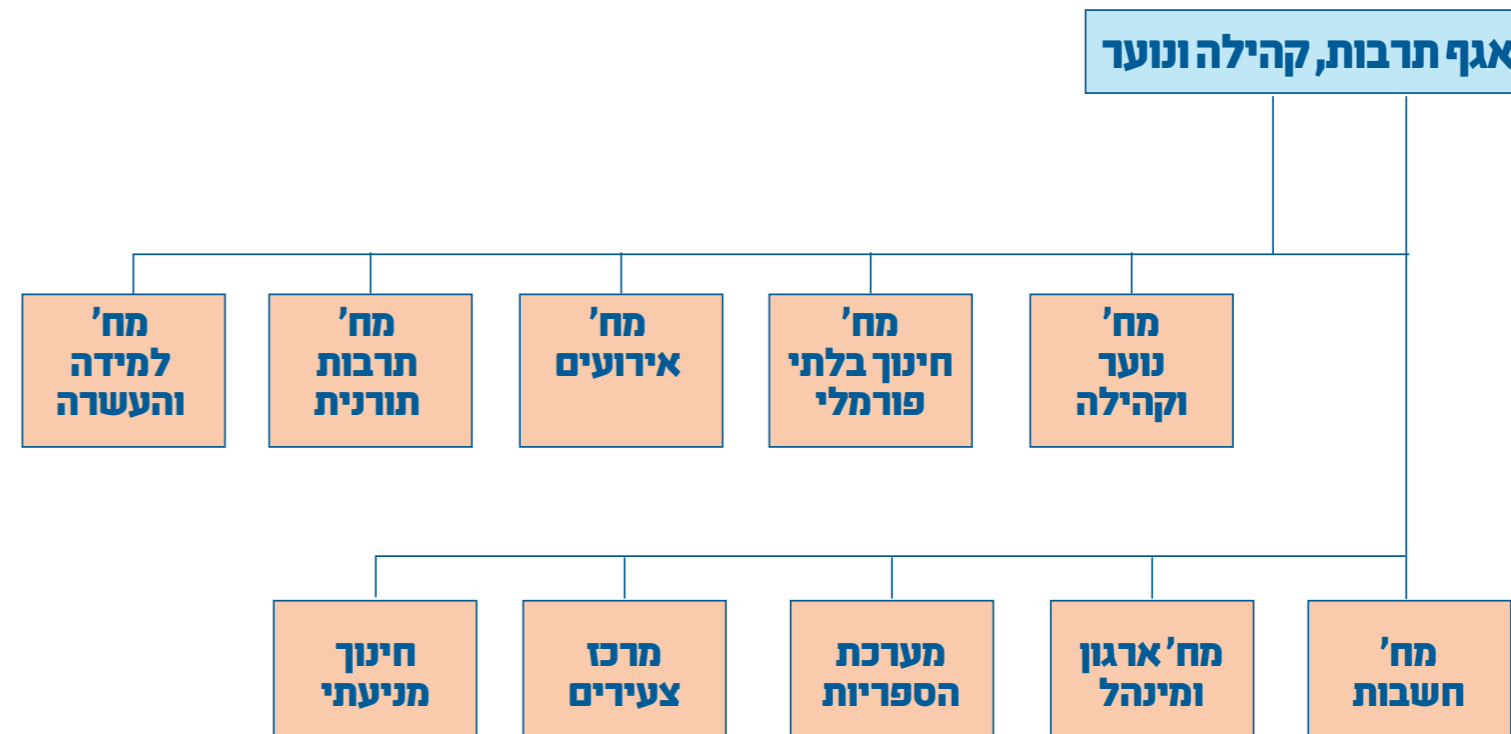 אגף תרבות, קהילה ונוער
מח'
נוער
וקהילה
מח'
חינוך בלתי
פורמלי
מח'
אירועים
מח'
תרבות
תורנית
מח'
למידה
והעשרה
מח'
חשבות
מח' ארגון
ומינהל
מערכת
הספריות
מרכז
צעירים
חינוך
מניעתי